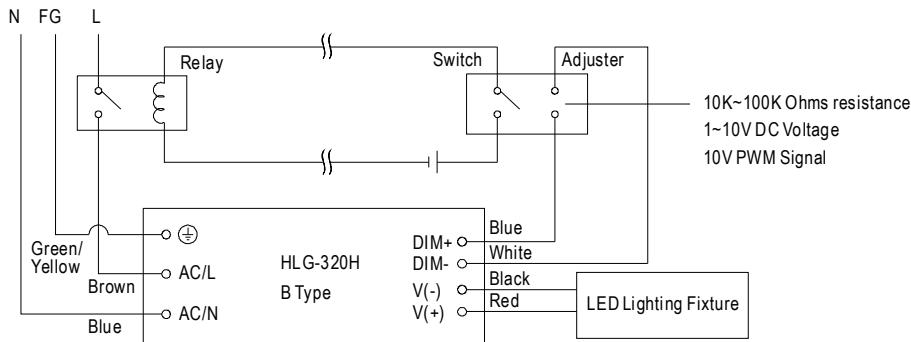 N FG L
Relay
Switch
Adjuster
10K~100K Ohms resistance
1~10V DC Voltage
10V PWM Signal
Green/
Yellow
Brown
Blue
AC/L
AC/N
HLG-320H
B Type
DIM+
DIM-
V(-)
V(+)
Blue
White
Black
Red
LED Lighting Fixture